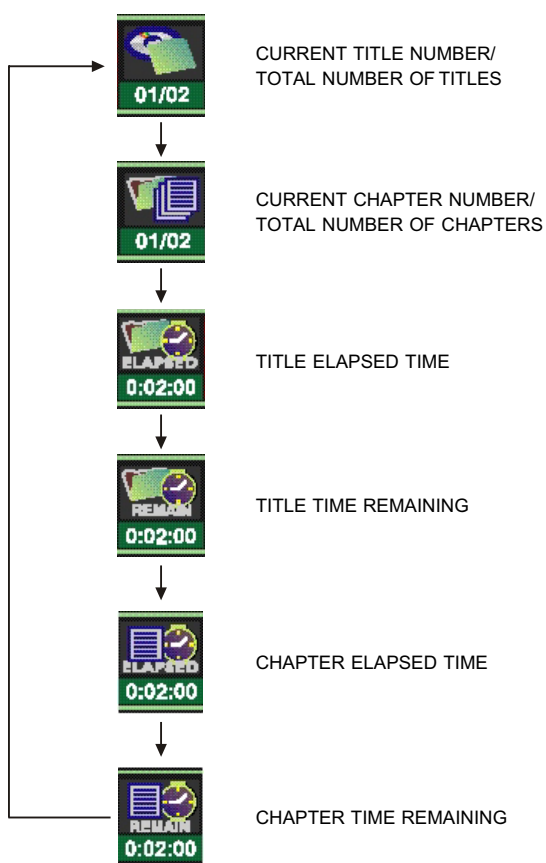 01/02
CURRENT TITLE NUMBER/
TOTAL NUMBER OF TITLES
01/02
CURRENT CHAPTER NUMBER/
TOTAL NUMBER OF CHAPTERS
ELAPSED
0:02:00
TITLE ELAPSED TIME
REMAIN
0:02:00
TITLE TIME REMAINING
ELAPSED
0:02:00
CHAPTER ELAPSED TIME
REMAIN
0:02:00
CHAPTER TIME REMAINING